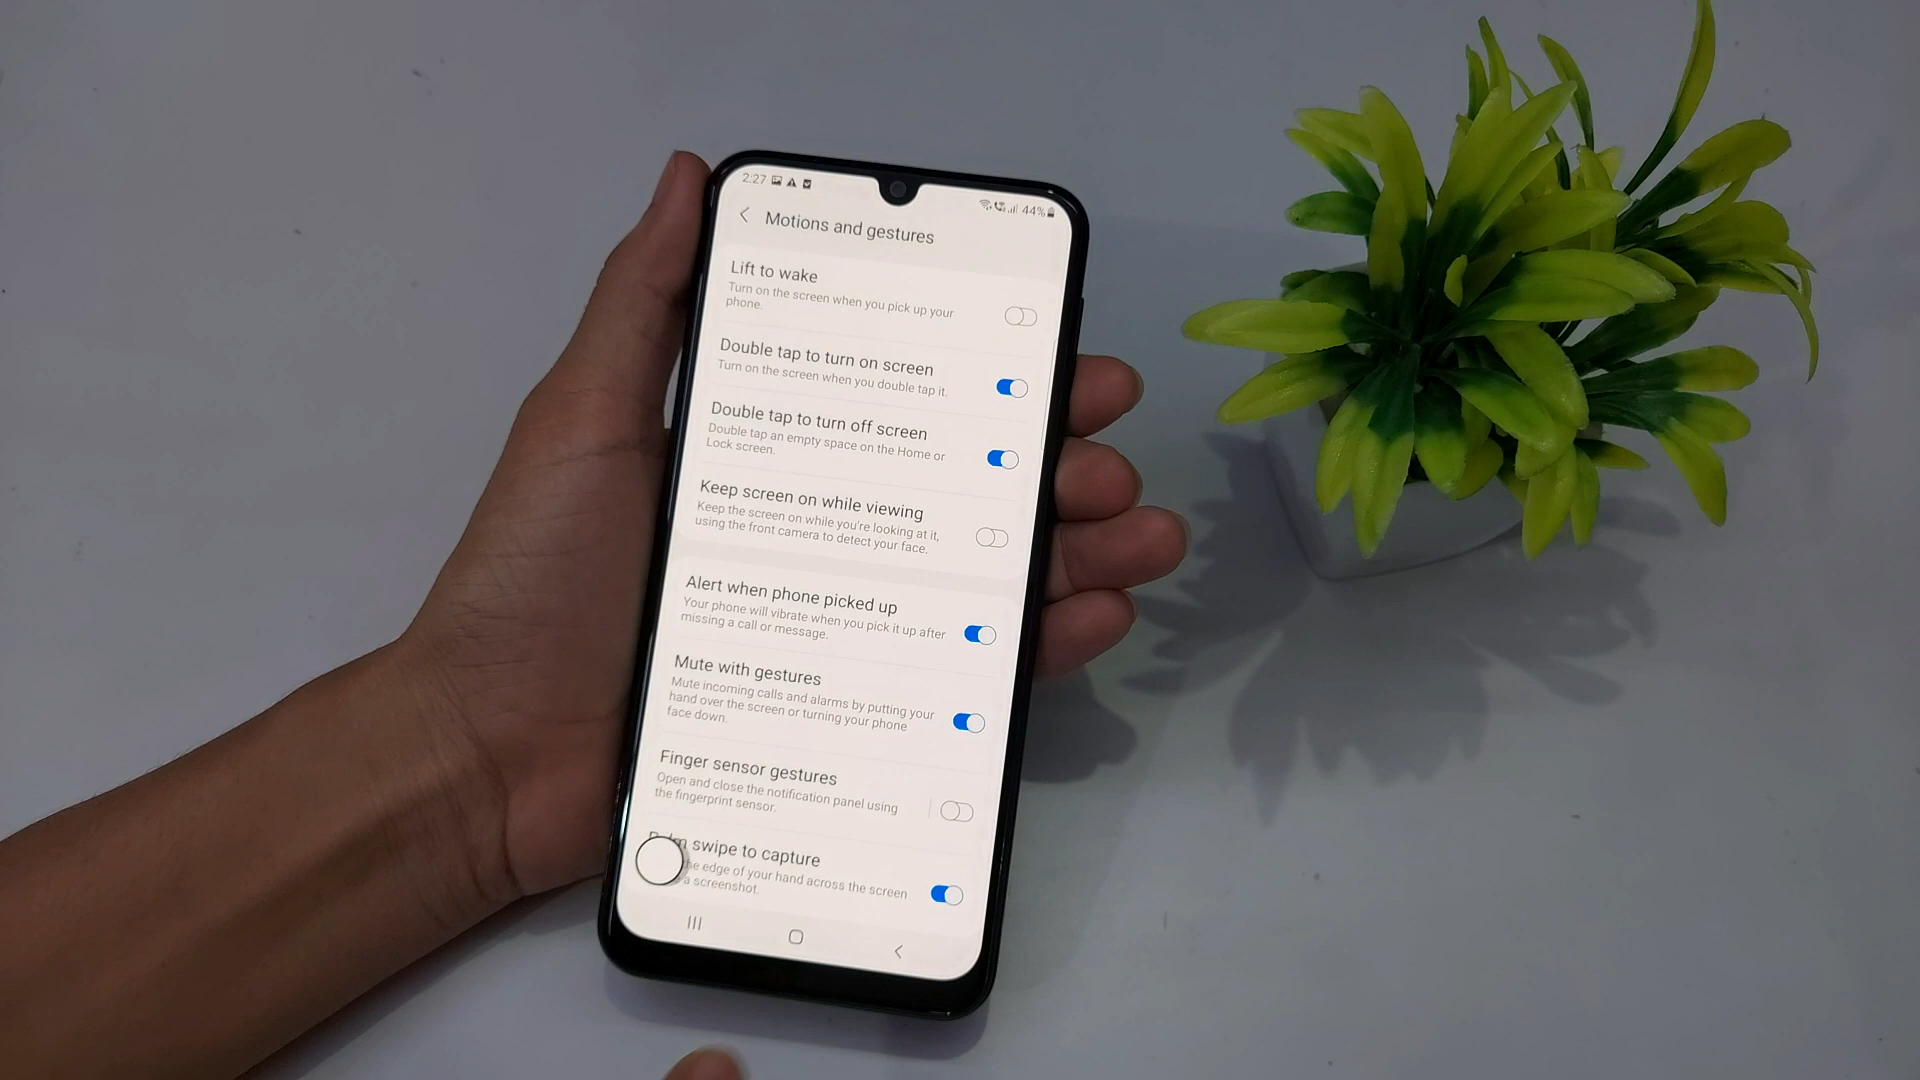 2:27
44%
Motions and gestures
Lift to wake
Turn on the screen when you pick up your
phone.
Double tap to turn on screen
Turn on the screen when you double tap it.
Double tap to turn off screen
Double tap an empty space on the Home or
Lock screen.
Keep screen on while viewing
Keep the screen on while you're looking at it,
using the front camera to detect your face.
Alert when phone picked up
Your phone will vibrate when you pick it up after
missing a call or message.
Mute with gestures
Mute incoming calls and alarms by putting your
hand over the screen or turning your phone
face down.
Finger sensor gestures
Open and close the notification panel using
the fingerprint sensor.
swipe to capture
edge of your hand across the screen
a screenshot.